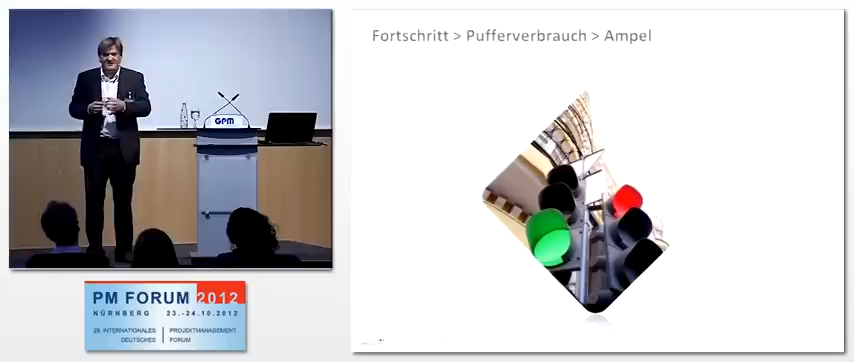 Fortschritt > Pufferverbrauch > Ampel
GPM
PM FORUM 2012
NÜRNBERG 23.-24.10.2012
29. INTERNATIONALES
DEUTSCHES
PROJEKTMANAGEMENT
FORUM